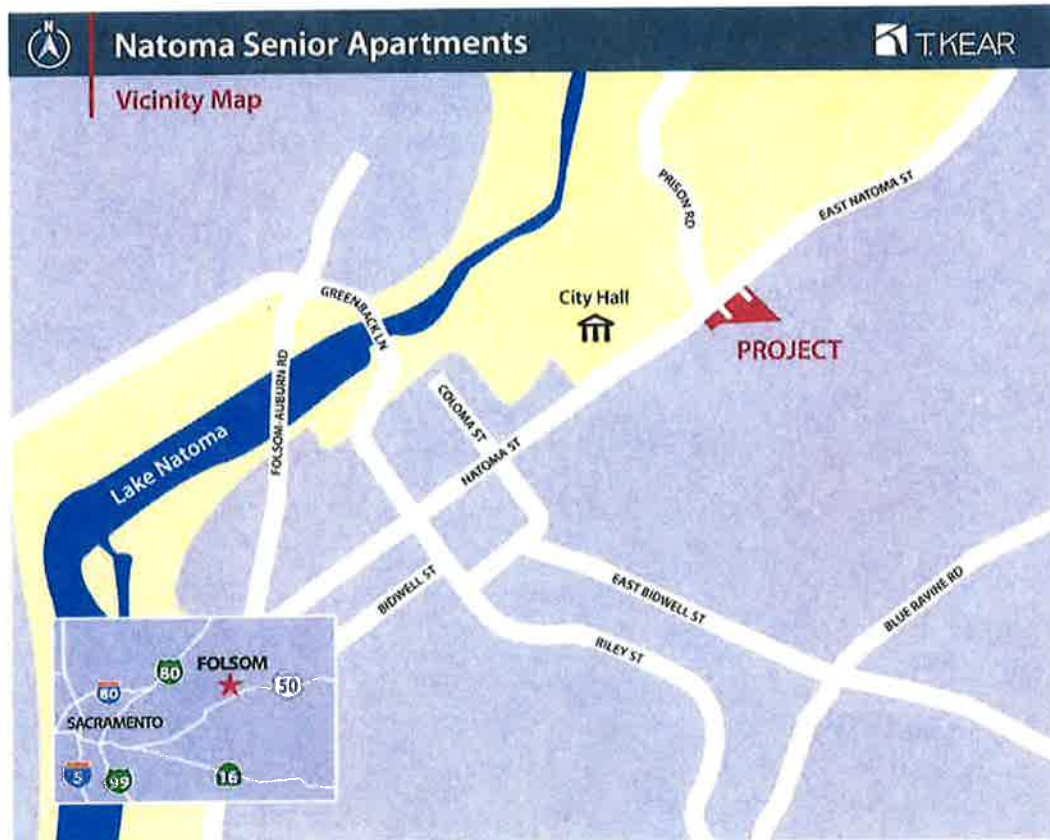 N
Natoma Senior Apartments
T.KEAR
Vicinity Map
PRISON RD
EAST NATOMA ST
GREENBACK LN
City Hall
PROJECT
FOLSOM-AUBURN RD
COLOMA ST
Lake Natoma
NATOMA ST
BIDWELL ST
EAST BIDWELL ST
BLUE RAVINE RD
RILEY ST
FOLSOM
80
80
50
SACRAMENTO
5
99
16